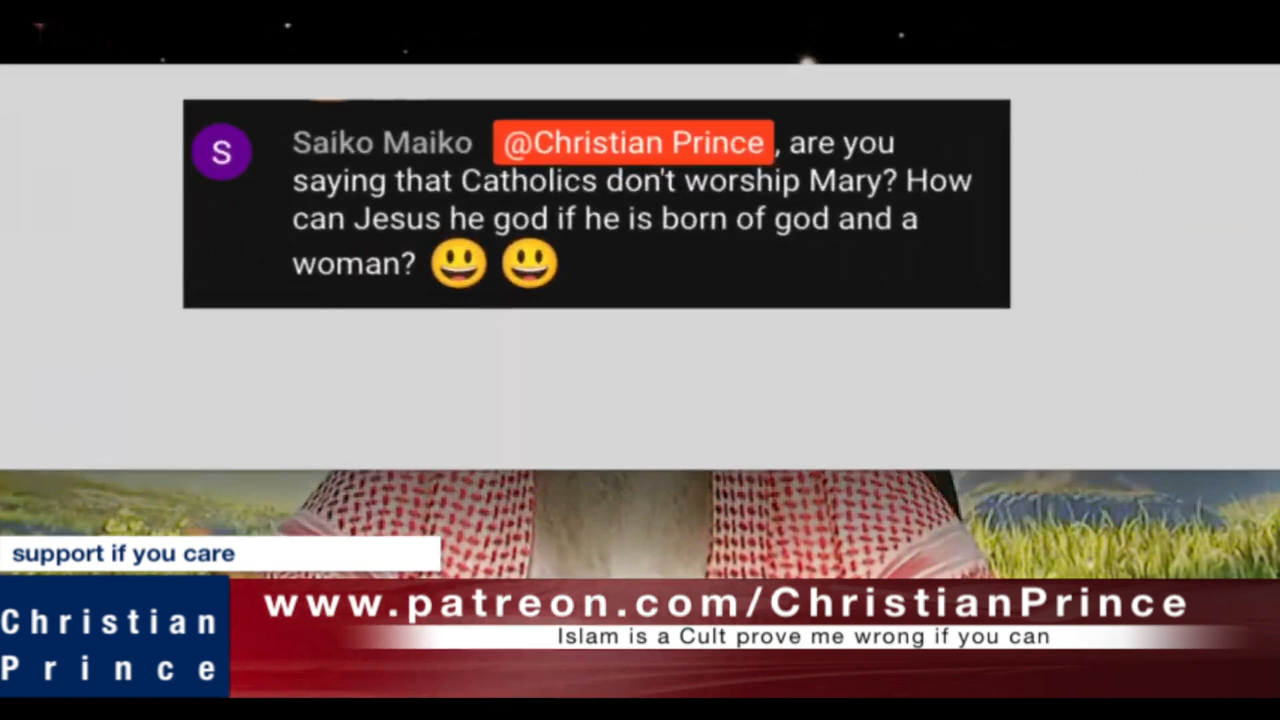 S
Saiko Maiko @Christian Prince, are you
saying that Catholics don't worship Mary? How
can Jesus he god if he is born of god and a
woman? 😃 😃
support if you care
Christian
Prince
www.patreon.com/ChristianPrince
Islam is a Cult prove me wrong if you can